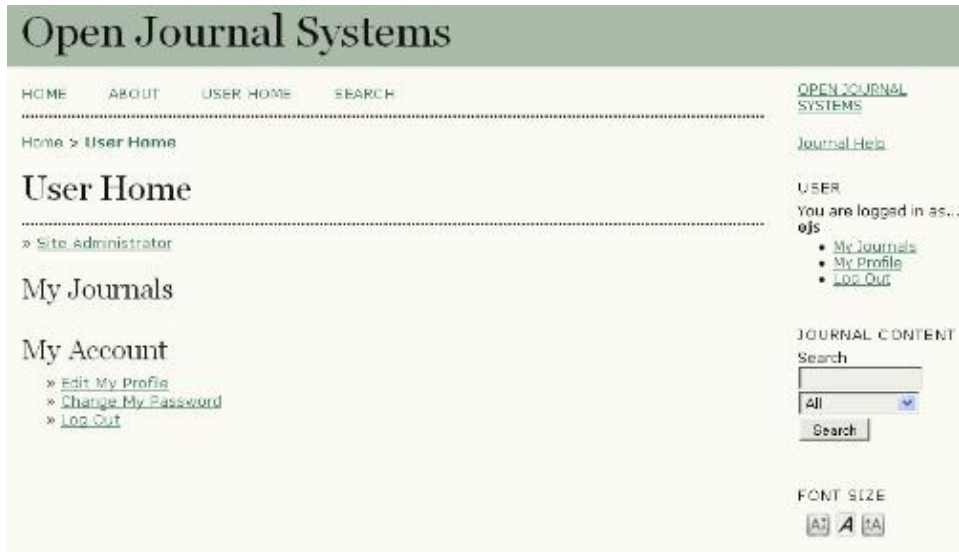 Open Journal Systems
HOME ABOUT USER HOME SEARCH
Home > User Home
User Home
» Site Administrator
My Journals
My Account
» Edit My Profile
» Change My Password
» Log Out
OPEN JOURNAL
SYSTEMS
Journal Help
USER
You are logged in as...
ojs
• My Journals
• My Profile
• Log Out
JOURNAL CONTENT
Search
All
Search
FONT SIZE
A A A